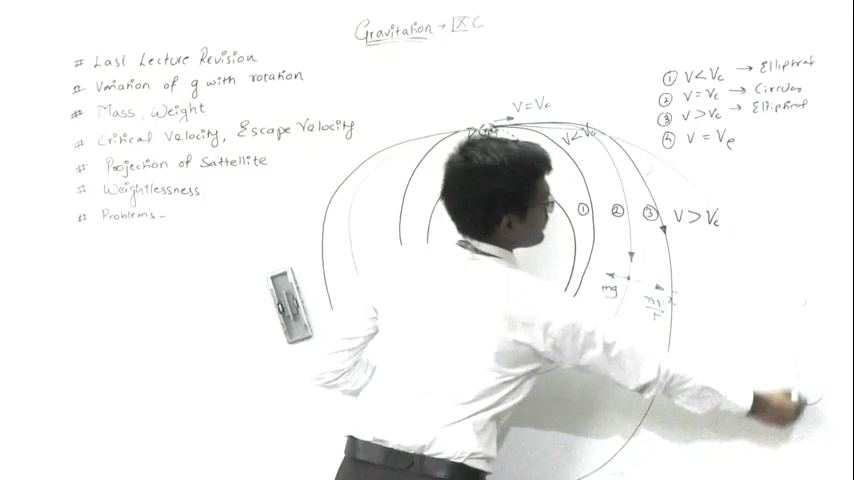 Gravitation → IX C
# Last Lecture Revision
# Variation of g with rotation
# Mass, Weight
# Critical Velocity, Escape Velocity
# Projection of Sattellite
# Weightlessness.
# Problems -
① V < Vc → Elliptical
② V = Vc → Circular
③ V > Vc → Elliptical
④ V = Ve
V = Vc
P
V < Vc
① ② ③ V > Vc
mg